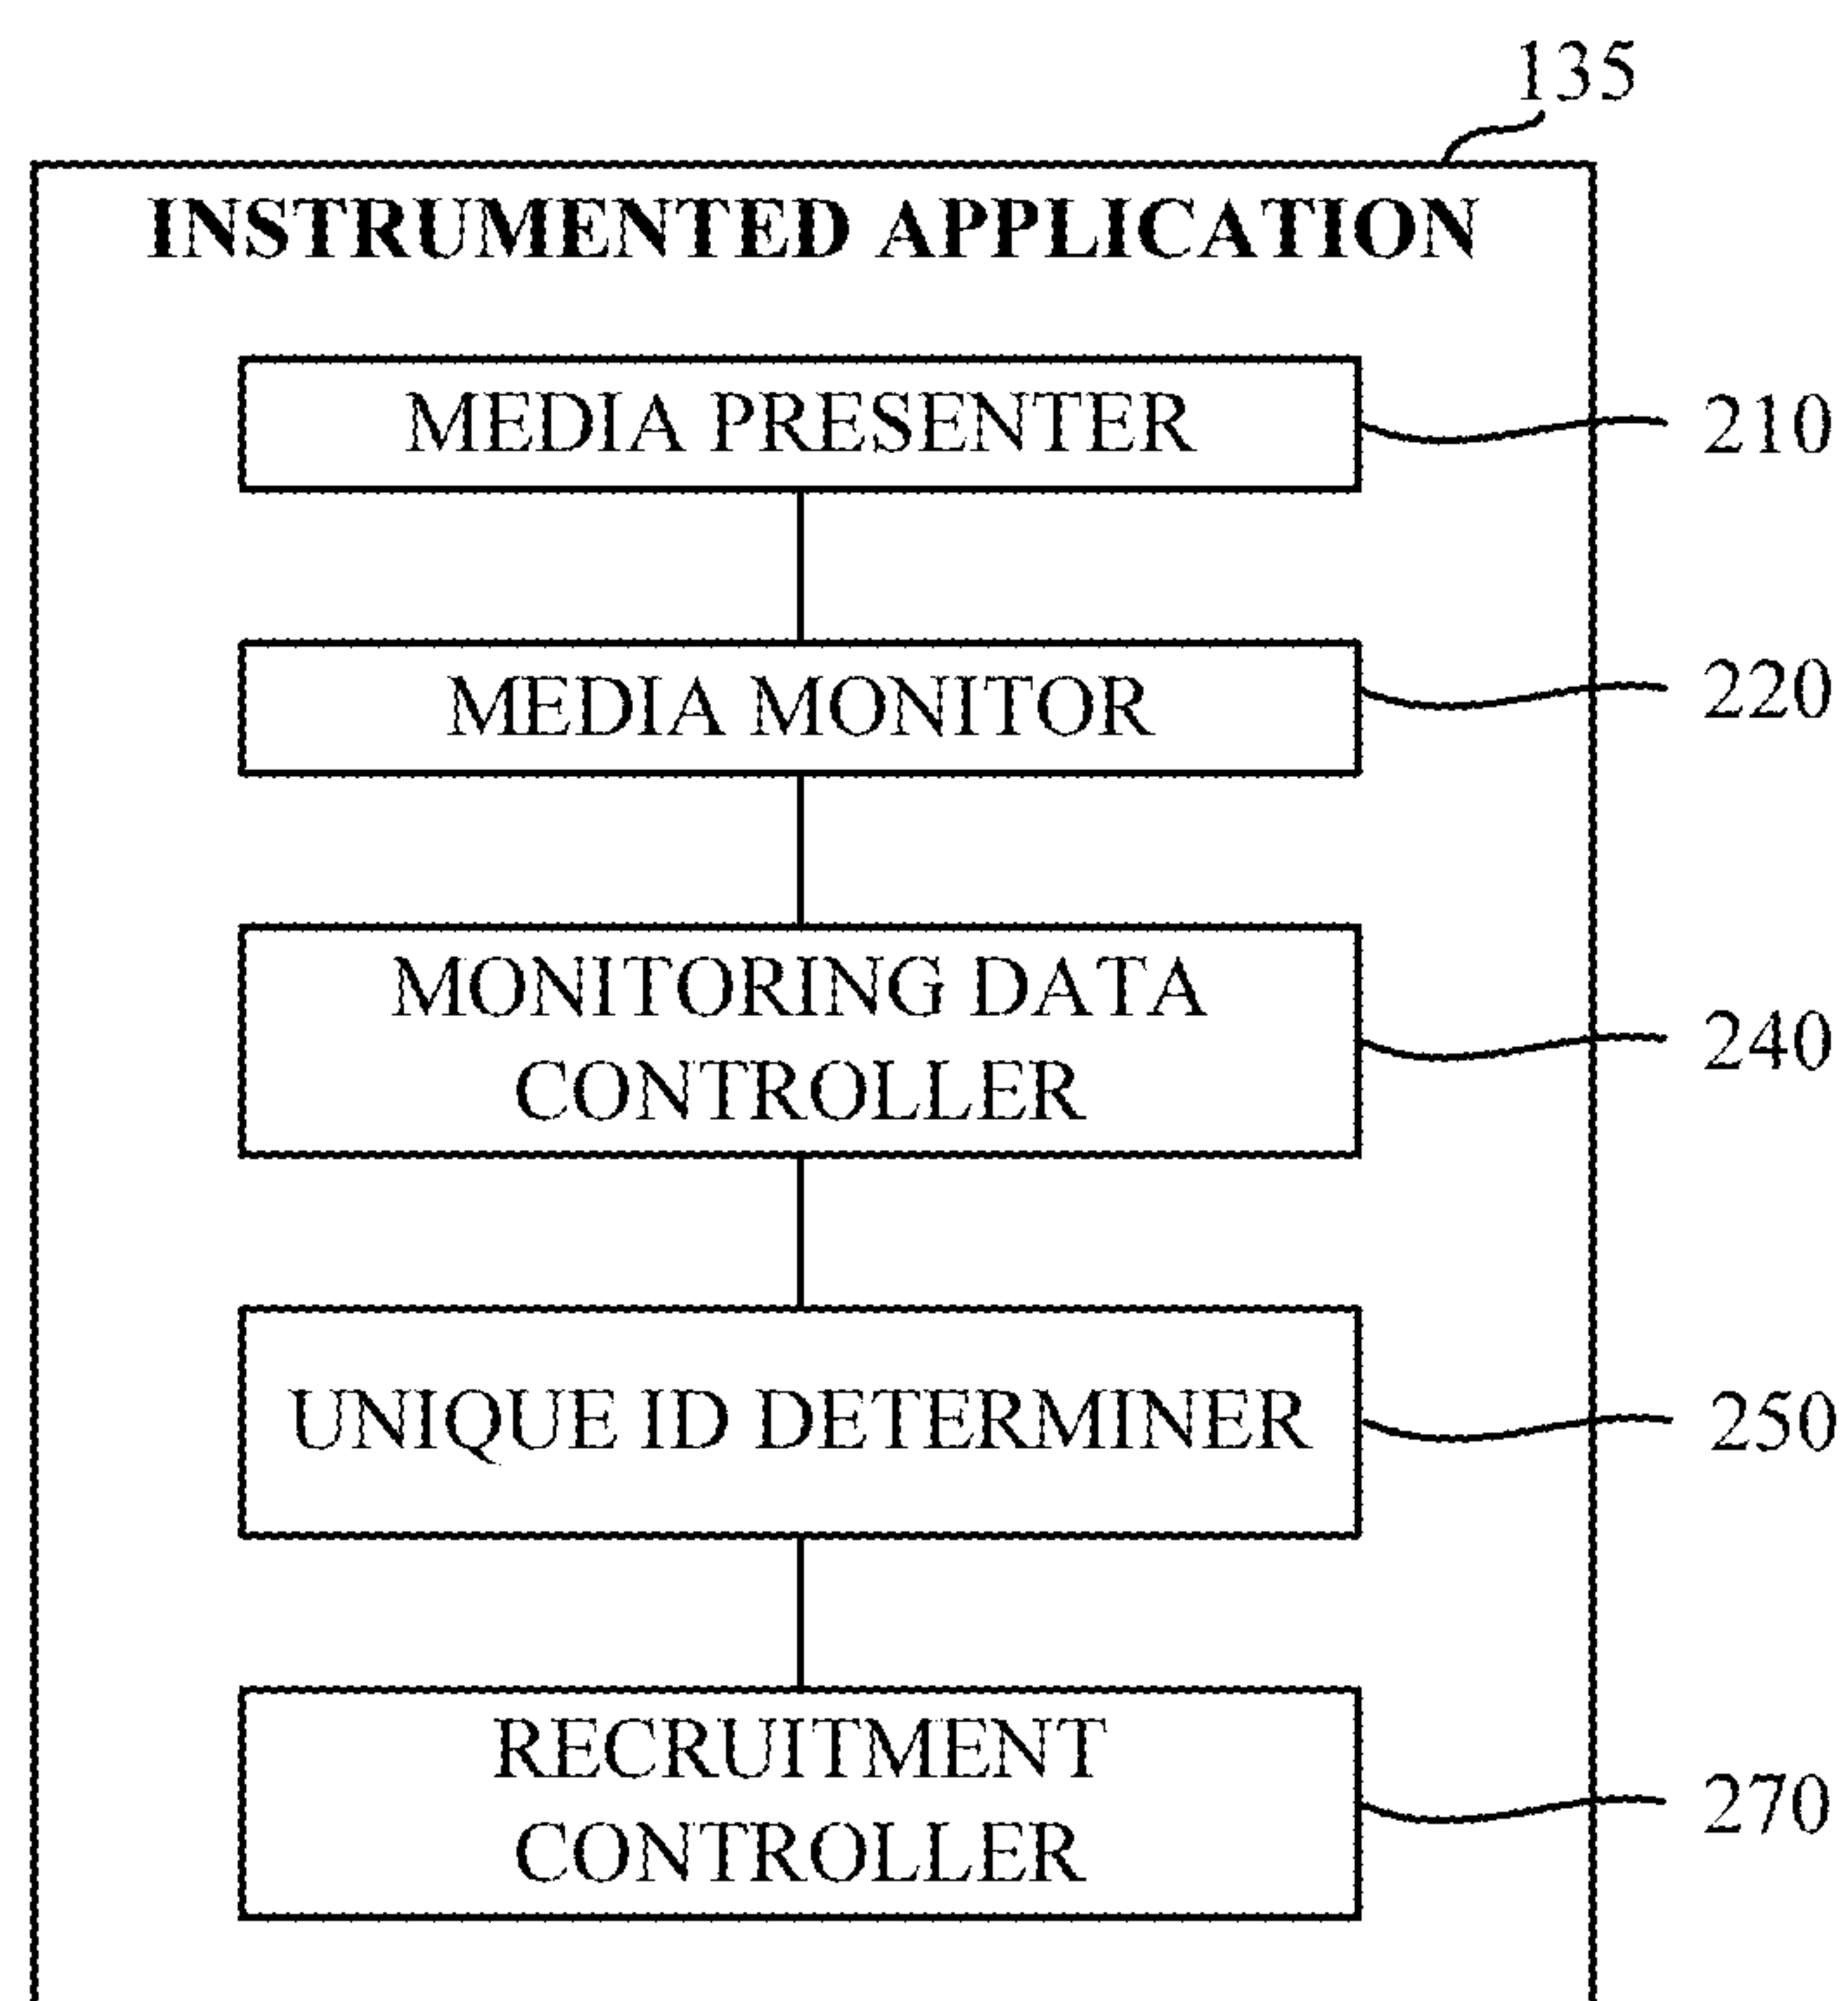 135
INSTRUMENTED APPLICATION
MEDIA PRESENTER
210
MEDIA MONITOR
220
MONITORING DATA
CONTROLLER
240
UNIQUE ID DETERMINER
250
RECRUITMENT
CONTROLLER
270